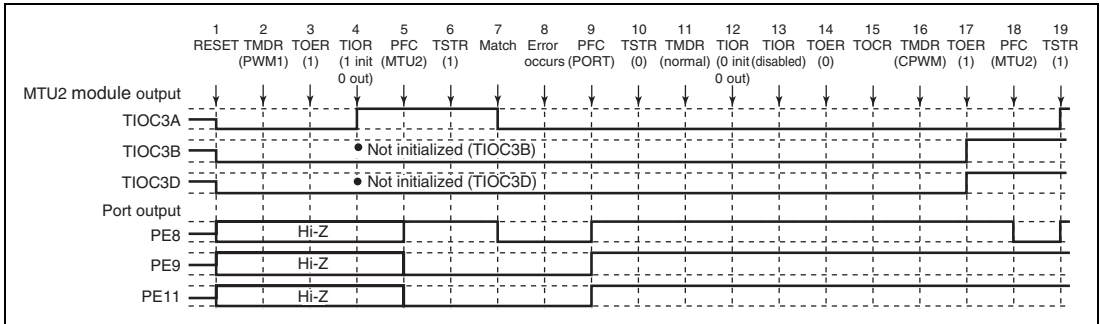 1 2 3 4 5 6 7 8 9 10 11 12 13 14 15 16 17 18 19
RESET TMDR TOER TIOR PFC TSTR Match Error PFC TSTR TMDR TIOR TIOR TOER TOCR TMDR TOER PFC TSTR
(PWM1) (1) (1 init (MTU2) (1) occurs (PORT) (0) (normal) (0 init (disabled) (0) (CPWM) (1) (MTU2) (1)
0 out) 0 out)
MTU2 module output
TIOC3A
TIOC3B • Not initialized (TIOC3B)
TIOC3D • Not initialized (TIOC3D)
Port output
PE8 Hi-Z
PE9 Hi-Z
PE11 Hi-Z